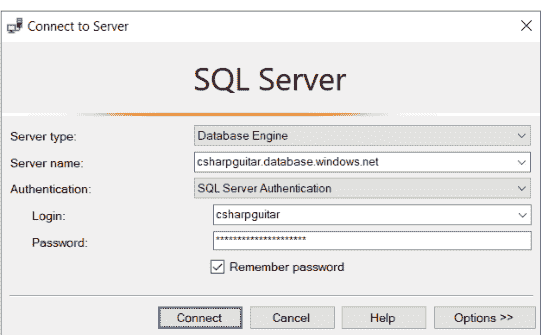 Connect to Server
SQL Server
Server type: Database Engine
Server name: csharpguitar.database.windows.net
Authentication: SQL Server Authentication
Login: csharpguitar
Password: ********************
Remember password
Connect Cancel Help Options >>